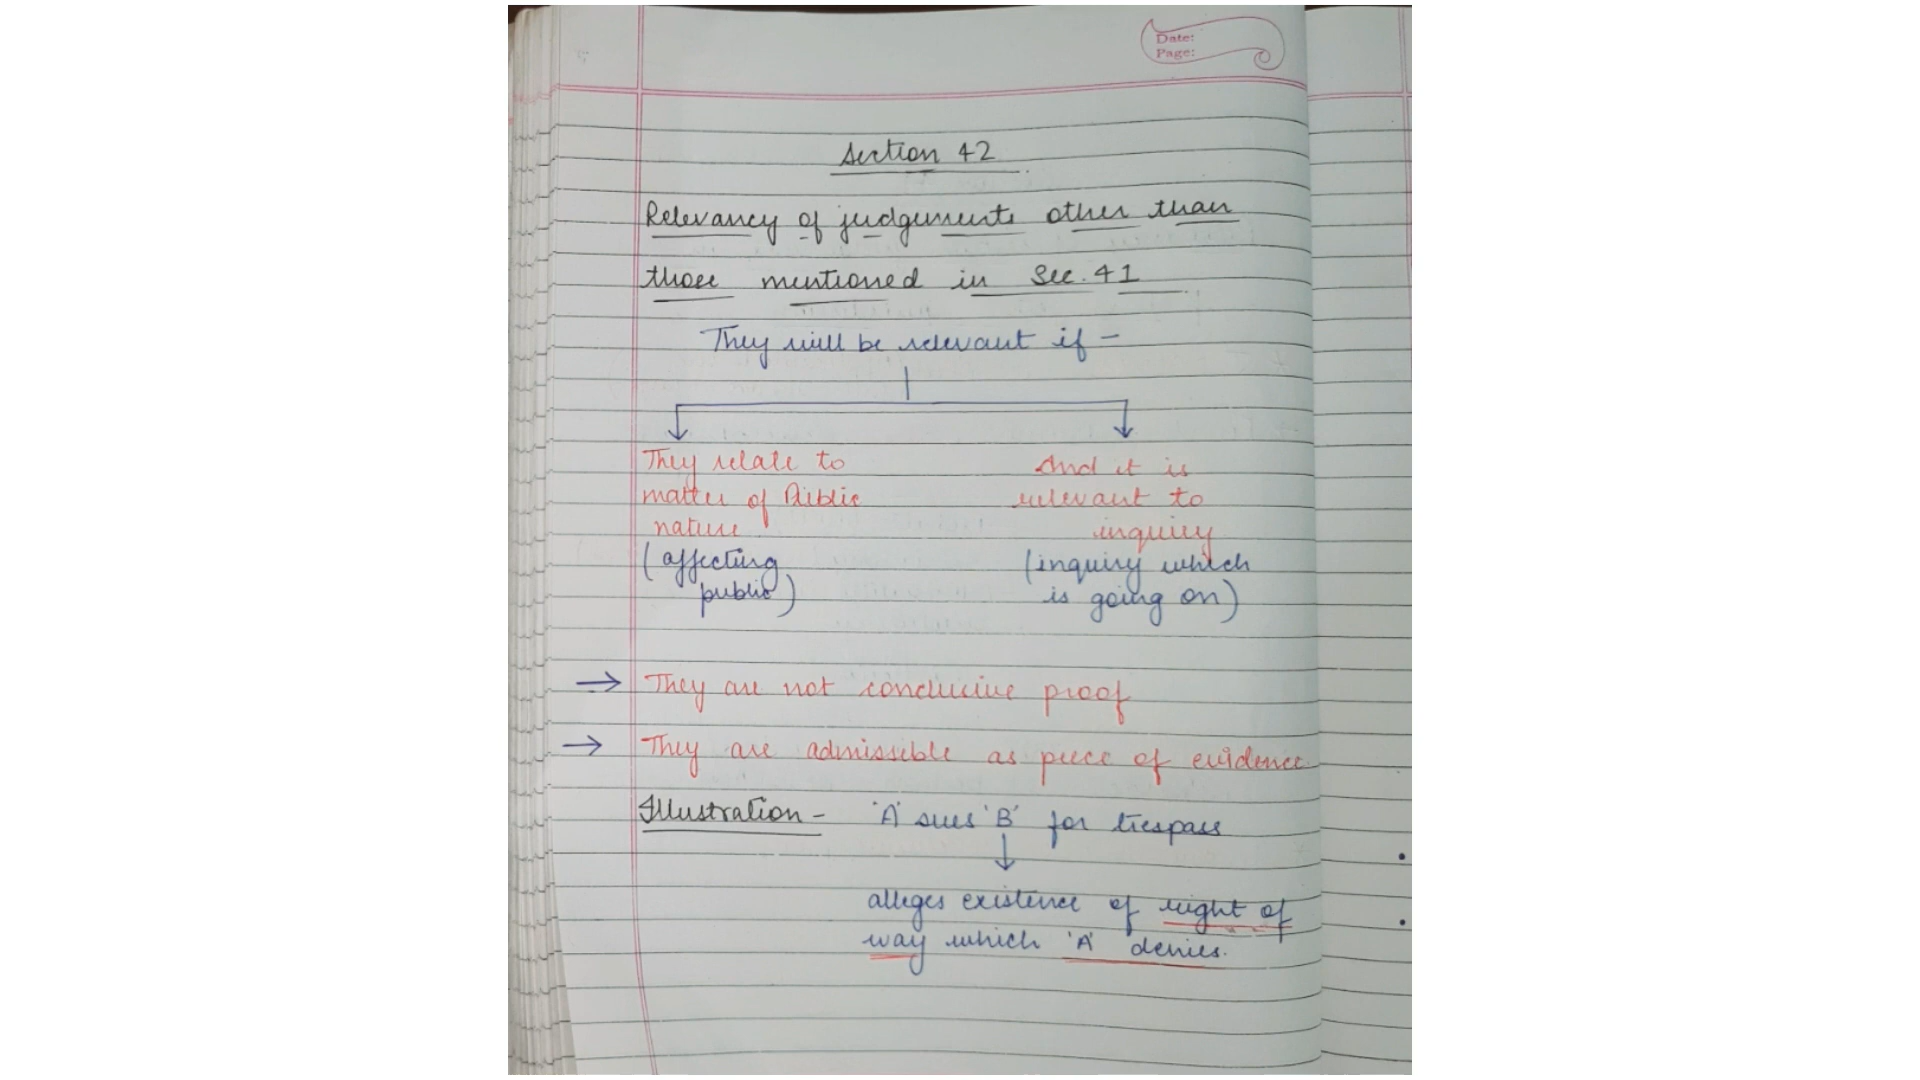 Date:
Page:
Section 42
Relevancy of judgements other than
those mentioned in Sec. 41
They will be relevant if -
They relate to
matter of Public
nature
(affecting
public)
And it is
relevant to
inquiry
(inquiry which
is going on)
→ They are not conclusive proof
→ They are admissible as piece of evidence
Illustration - 'A' sues 'B' for trespass
alleges existence of right of
way which 'A' denies.